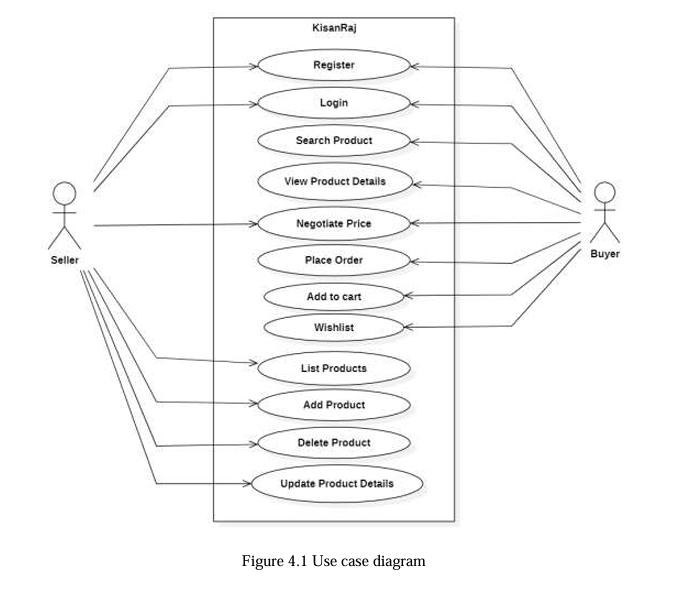 KisanRaj
Register
Login
Search Product
View Product Details
Negotiate Price
Place Order
Add to cart
Wishlist
List Products
Add Product
Delete Product
Update Product Details
Seller
Buyer
Figure 4.1 Use case diagram